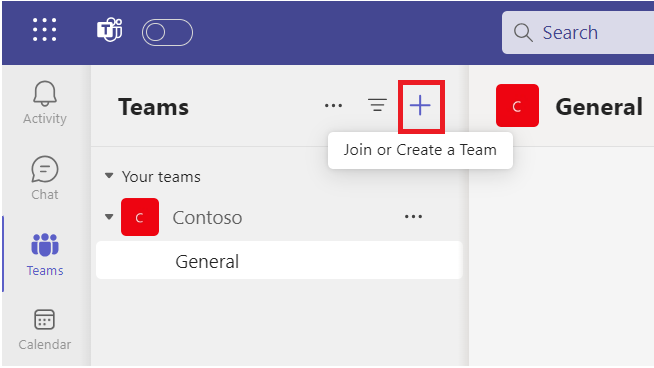 Search
Activity
Chat
Teams
Calendar
Teams
Join or Create a Team
Your teams
C Contoso
General
C General